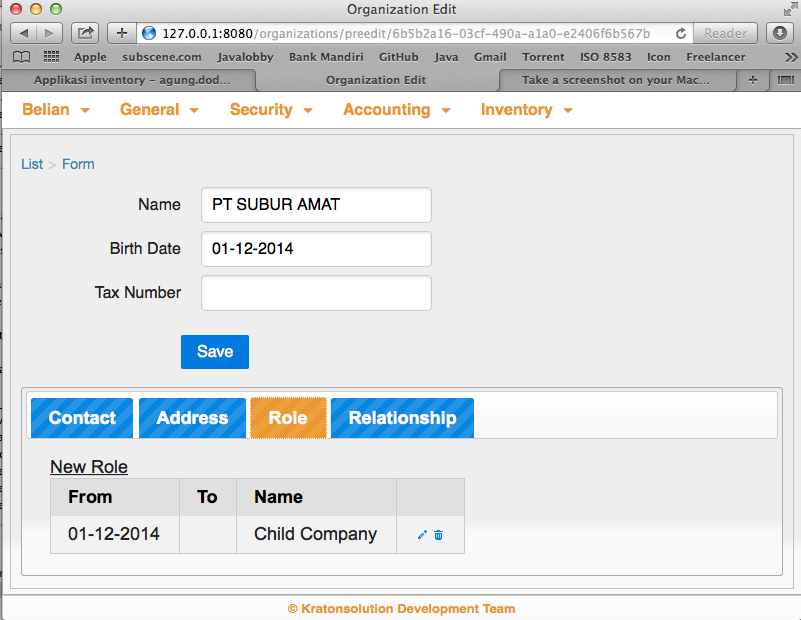 Organization Edit
127.0.0.1:8080/organizations/preedit/6b5b2a16-03cf-490a-a1a0-e2406f6b567b Reader
Apple subscene.com Javalobby Bank Mandiri GitHub Java Gmail Torrent ISO 8583 Icon Freelancer
Applikasi inventory – agung.dod... Organization Edit Take a screenshot on your Mac...
Belian General Security Accounting Inventory
List > Form
Name PT SUBUR AMAT
Birth Date 01-12-2014
Tax Number
Save
Contact Address Role Relationship
New Role
From To Name
01-12-2014 Child Company
© Kratonsolution Development Team